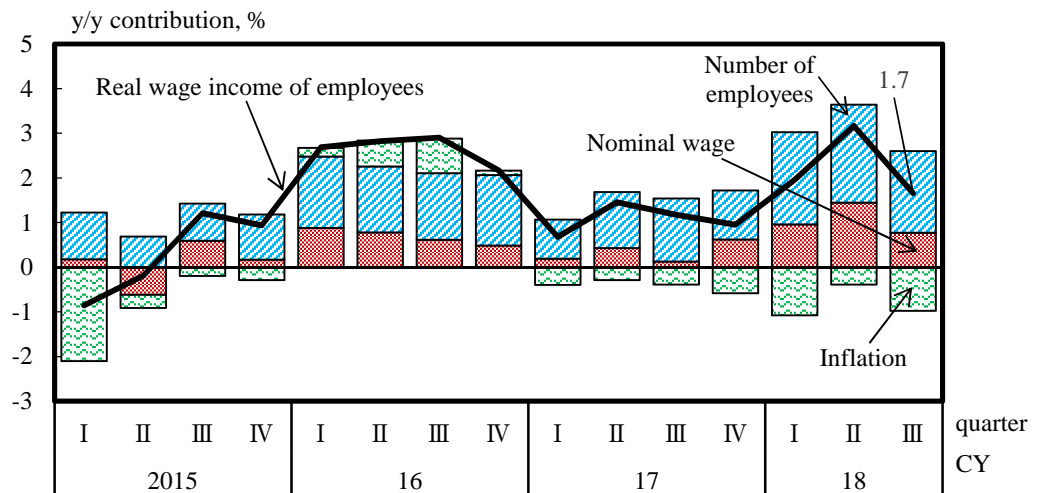 y/y contribution, %
5
4
3
2
1
0
-1
-2
-3
Real wage income of employees
Number of
employees
1.7
Nominal wage
Inflation
Ⅰ Ⅱ Ⅲ Ⅳ Ⅰ Ⅱ Ⅲ Ⅳ Ⅰ Ⅱ Ⅲ Ⅳ Ⅰ Ⅱ Ⅲ quarter
2015 16 17 18 CY